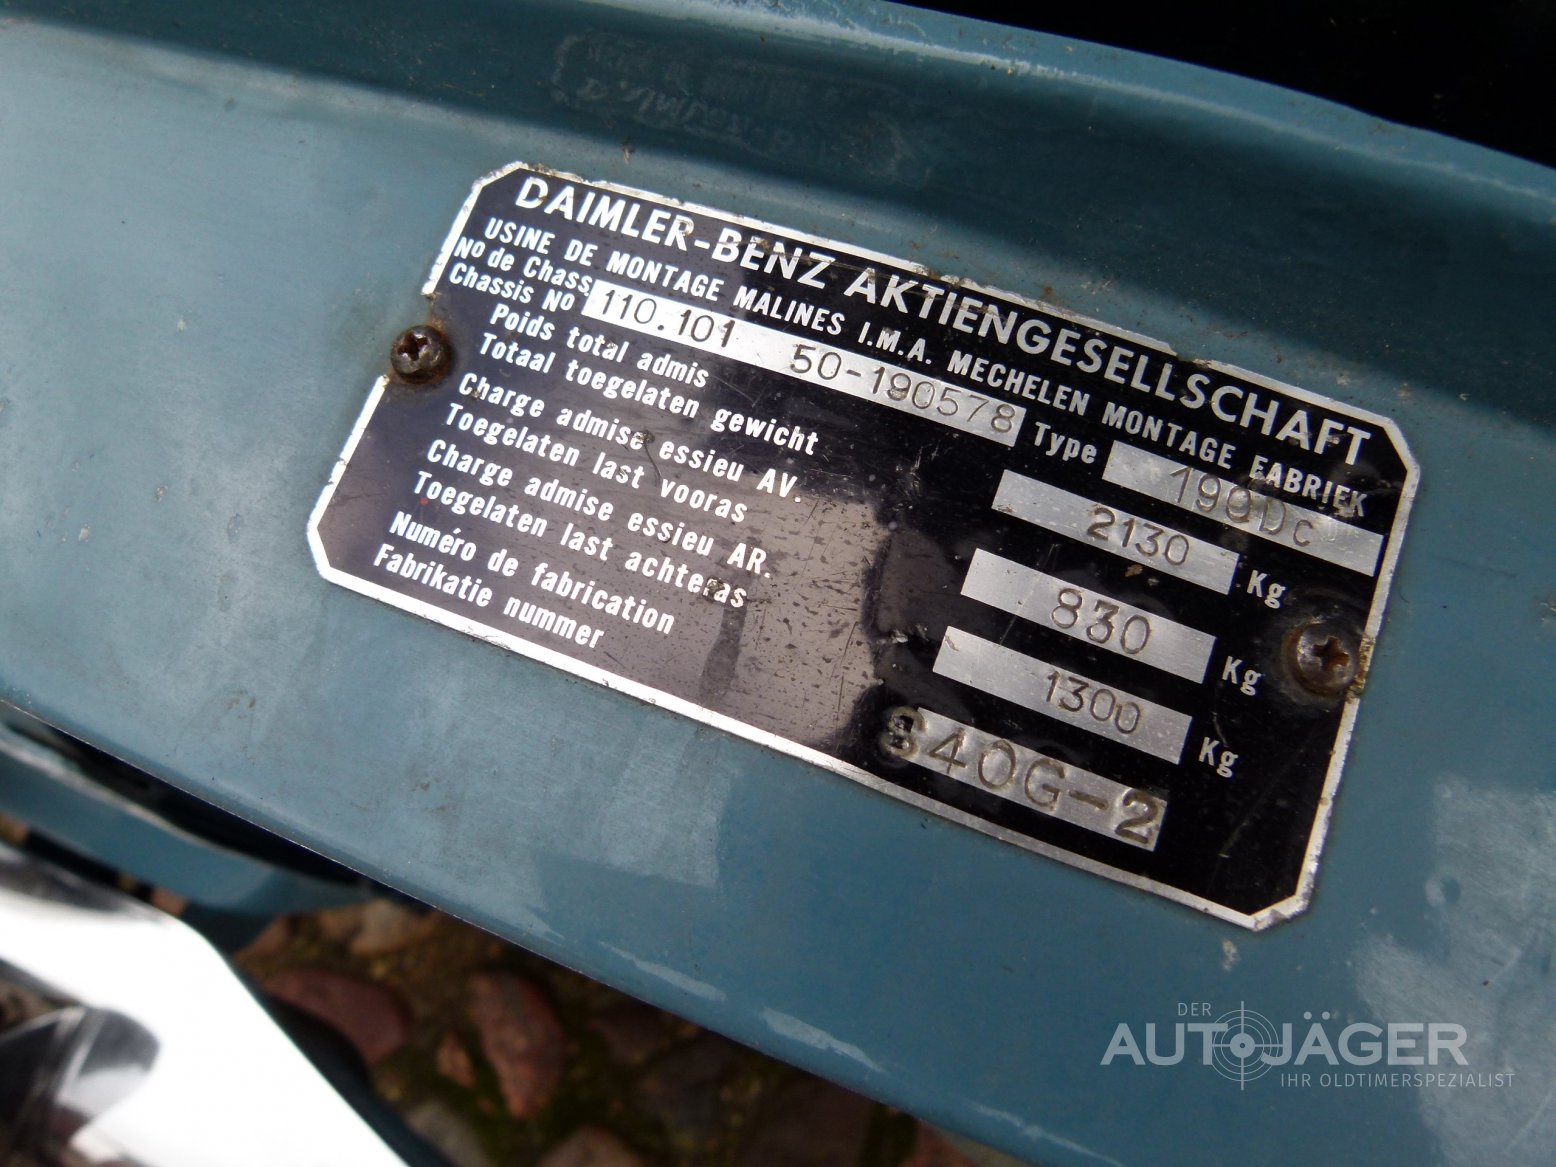 DAIMLER-BENZ AKTIENGESELLSCHAFT
USINE DE MONTAGE MALINES I.M.A. MECHELEN MONTAGE FABRIEK
No de Chass
Chassis No 110.101 50-190578 Type 190Dc
Poids total admis
Totaal toegelaten gewicht 2130 Kg
Charge admise essieu AV.
Toegelaten last vooras 830 Kg
Charge admise essieu AR.
Toegelaten last achteras 1300 Kg
Numéro de fabrication
Fabrikatie nummer S40G-2
DER
AUTOJÄGER
IHR OLDTIMERSPEZIALIST